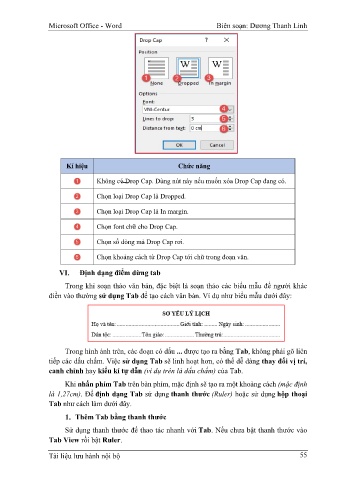 Microsoft Office - Word Biên soạn: Dương Thanh Linh
Drop Cap ? ×
Position
W W
1 2 3
None Dropped In margin
Options
Font:
VNI-Centur 4
Lines to drop: 3 5
Distance from text: 0 cm 6
OK Cancel
Kí hiệu Chức năng
1 Không có Drop Cap. Dùng nút này nếu muốn xóa Drop Cap đang có.
2 Chọn loại Drop Cap là Dropped.
3 Chọn loại Drop Cap là In margin.
4 Chọn font chữ cho Drop Cap.
5 Chọn số dòng mà Drop Cap rơi.
Chọn khoảng cách từ Drop Cap tới chữ trong đoạn văn.
VI. Định dạng điểm dừng tab
Trong khi soạn thảo văn bản, đặc biệt là soạn thảo các biểu mẫu để người khác
điền vào thường sử dụng Tab để tạo cách văn bản. Ví dụ như biểu mẫu dưới đây:
SƠ YẾU LÝ LỊCH
Họ và tên: ........................................ Giới tính: ......... Ngày sinh: ......................
Dân tộc: .................. Tôn giáo: .................. Thường trú: ....................................
Trong hình ảnh trên, các đoạn có dấu ... được tạo ra bằng Tab, không phải gõ liên
tiếp các dấu chấm. Việc sử dụng Tab sẽ linh hoạt hơn, có thể dễ dàng thay đổi vị trí,
canh chỉnh hay kiểu kí tự dẫn (ví dụ trên là dấu chấm) của Tab.
Khi nhấn phím Tab trên bàn phím, mặc định sẽ tạo ra một khoảng cách (mặc định
là 1,27cm). Để định dạng Tab sử dụng thanh thước (Ruler) hoặc sử dụng hộp thoại
Tab như cách làm dưới đây.
1. Thêm Tab bằng thanh thước
Sử dụng thanh thước để thao tác nhanh với Tab. Nếu chưa bật thanh thước vào
Tab View rồi bật Ruler.
Tài liệu lưu hành nội bộ 55